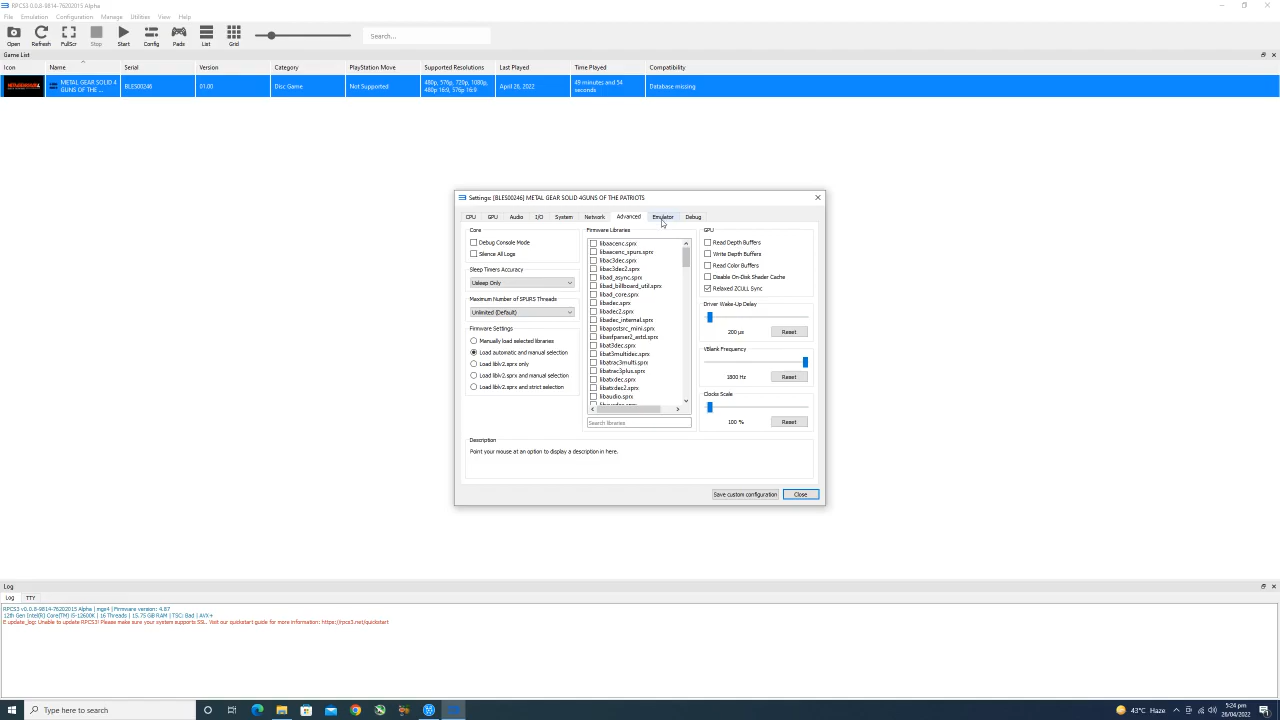 RPCS3 0.0.8-9814-76202015 Alpha
File Emulation Configuration Manage Utilities View Help
Open Refresh FullScr Stop Start Config Pads List Grid Search...
Game List
Icon Name Serial Version Category PlayStation Move Supported Resolutions Last Played Time Played Compatibility
METAL GEAR SOLID 4 GUNS OF THE ... BLES00246 01.00 Disc Game Not Supported 480p, 576p, 720p, 1080p, 480p 16:9, 576p 16:9 April 26, 2022 49 minutes and 54 seconds Database missing
Settings: [BLES00246] METAL GEAR SOLID 4GUNS OF THE PATRIOTS
CPU GPU Audio I/O System Network Advanced Emulator Debug
Core
Debug Console Mode
Silence All Logs
Sleep Timers Accuracy
Usleep Only
Maximum Number of SPURS Threads
Unlimited (Default)
Firmware Settings
Manually load selected libraries
Load automatic and manual selection
Load liblv2.sprx only
Load liblv2.sprx and manual selection
Load liblv2.sprx and strict selection
Firmware Libraries
libaacenc.sprx
libaacenc_spurs.sprx
libac3dec.sprx
libac3dec2.sprx
libad_async.sprx
libad_billboard_util.sprx
libad_core.sprx
libadec.sprx
libadec2.sprx
libadec_internal.sprx
libapostsrc_mini.sprx
libasfparser2_astd.sprx
libat3dec.sprx
libat3multidec.sprx
libatrac3multi.sprx
libatrac3plus.sprx
libatxdec.sprx
libatxdec2.sprx
libaudio.sprx
Search libraries
GPU
Read Depth Buffers
Write Depth Buffers
Read Color Buffers
Disable On-Disk Shader Cache
Relaxed ZCULL Sync
Driver Wake-Up Delay
200 µs Reset
VBlank Frequency
1800 Hz Reset
Clocks Scale
100 % Reset
Description
Point your mouse at an option to display a description in here.
Save custom configuration Close
Log
Log TTY
RPCS3 v0.0.8-9814-76202015 Alpha | mgs4 | Firmware version: 4.87
12th Gen Intel(R) Core(TM) i5-12600K | 16 Threads | 15.75 GiB RAM | TSC: Bad | AVX+
E update_log: Unable to update RPCS3! Please make sure your system supports SSL. Visit our quickstart guide for more information: https://rpcs3.net/quickstart
Type here to search
43°C Haze
5:24 pm
26/04/2022